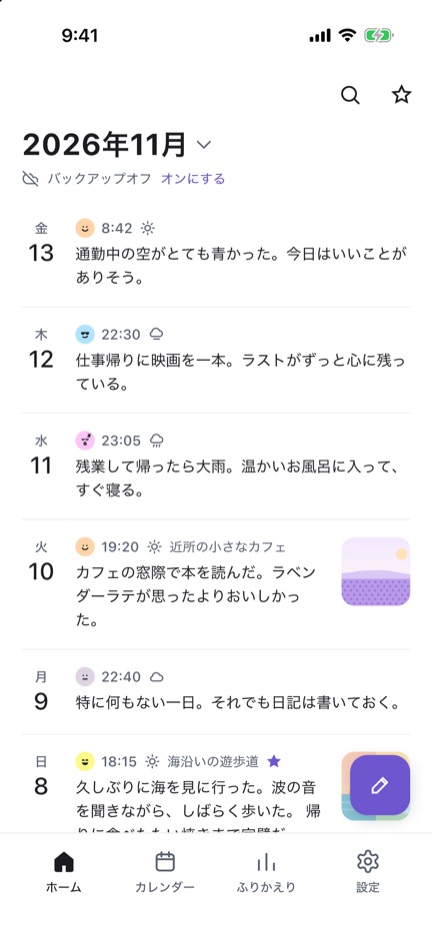 9:41
2026年11月
バックアップオフ オンにする
金
13
8:42
通勤中の空がとても青かった。今日はいいことが
ありそう。
木
12
22:30
仕事帰りに映画を一本。ラストがずっと心に残っ
ている。
水
11
23:05
残業して帰ったら大雨。温かいお風呂に入って、
すぐ寝る。
火
10
19:20 近所の小さなカフェ
カフェの窓際で本を読んだ。ラベン
ダーラテが思ったよりおいしかっ
た。
月
9
22:40
特に何もない一日。それでも日記は書いておく。
日
8
18:15 海沿いの遊歩道
久しぶりに海を見に行った。波の音
を聞きながら、しばらく歩いた。 帰
ホーム
カレンダー
ふりかえり
設定